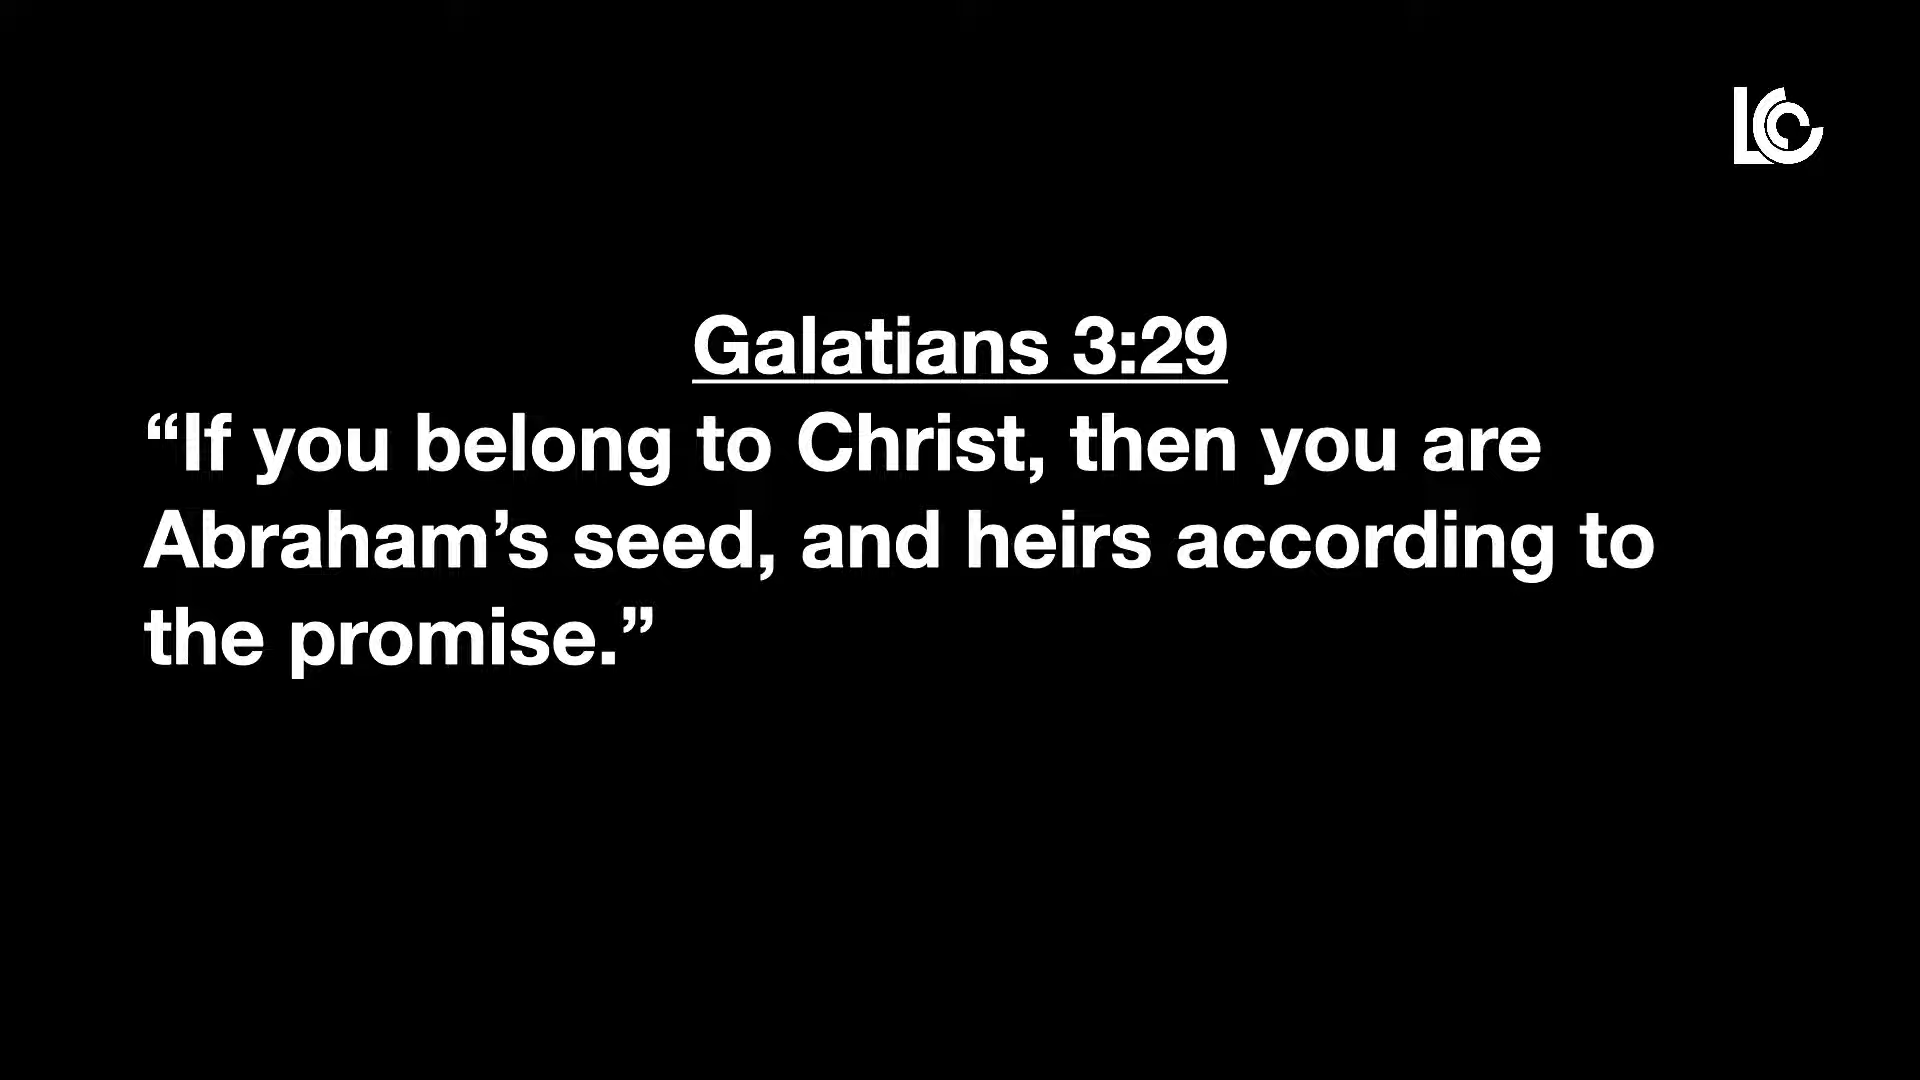 LCC
Galatians 3:29
“If you belong to Christ, then you are
Abraham’s seed, and heirs according to
the promise.”